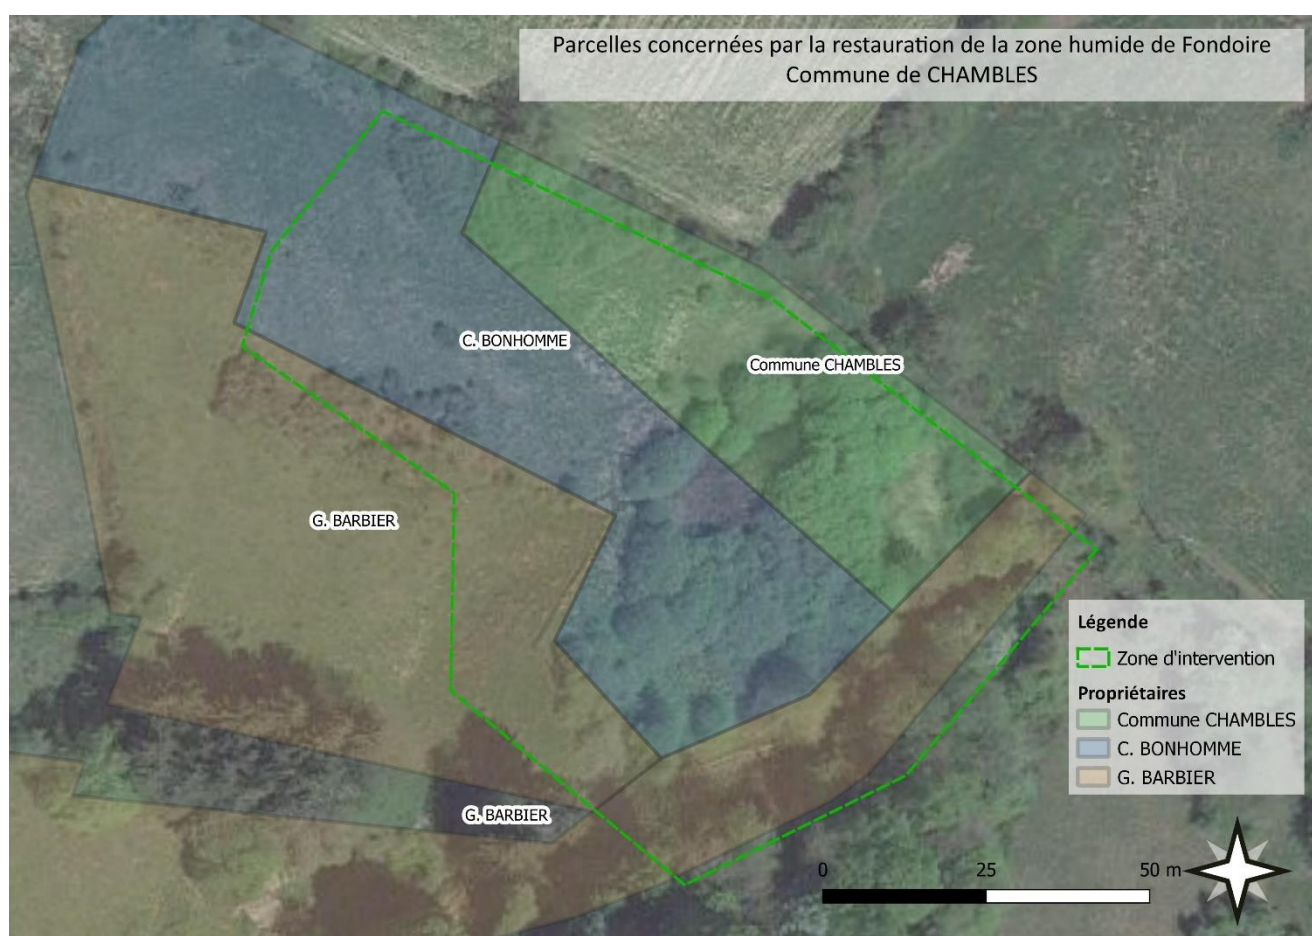 Parcelles concernées par la restauration de la zone humide de Fondoire
Commune de CHAMBLES
C. BONHOMME
Commune CHAMBLES
G. BARBIER
G. BARBIER
Légende
Zone d'intervention
Propriétaires
Commune CHAMBLES
C. BONHOMME
G. BARBIER
0 25 50 m